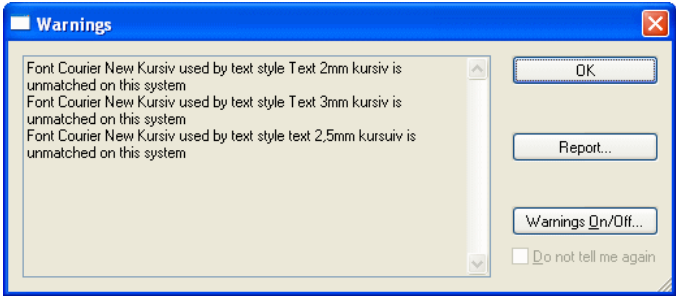 Warnings
Font Courier New Kursiv used by text style Text 2mm kursiv is
unmatched on this system
Font Courier New Kursiv used by text style Text 3mm kursiv is
unmatched on this system
Font Courier New Kursiv used by text style text 2,5mm kursuiv is
unmatched on this system
OK
Report...
Warnings On/Off...
Do not tell me again